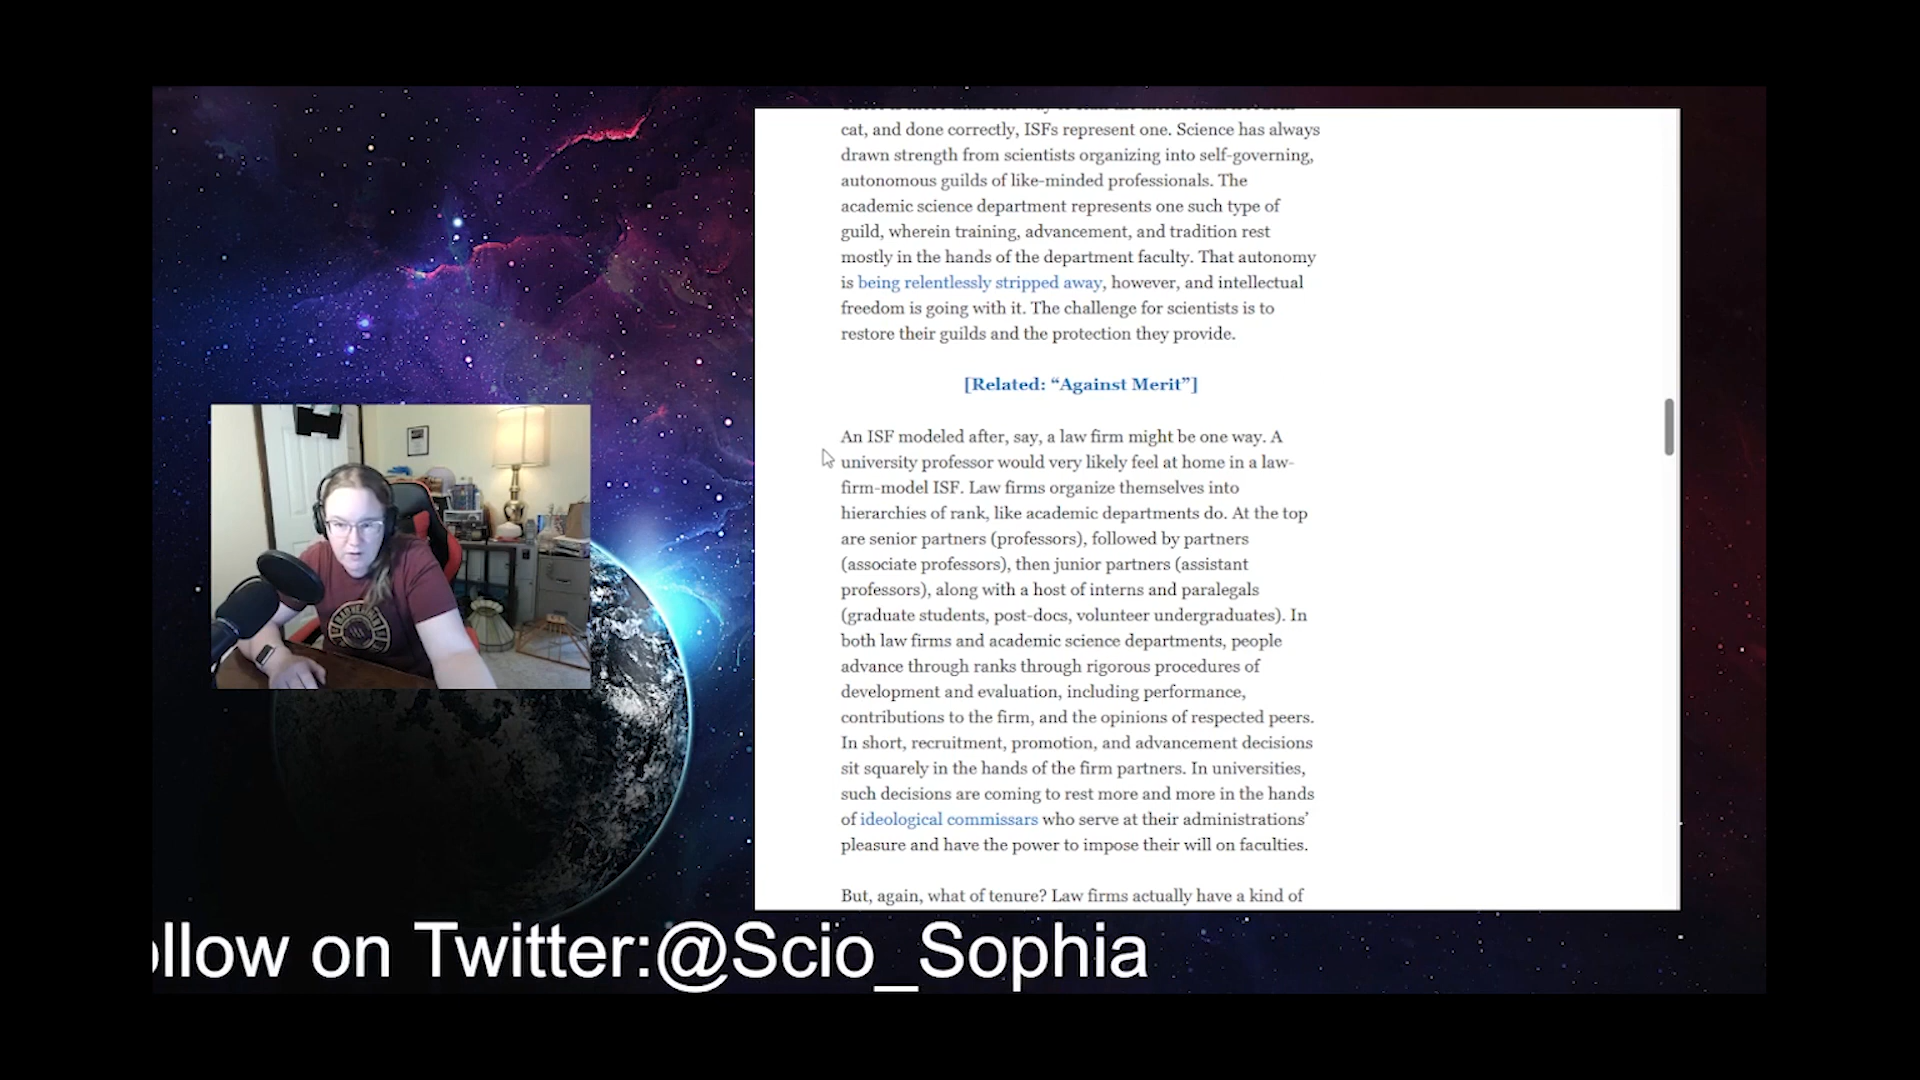 cat, and done correctly, ISFs represent one. Science has always
drawn strength from scientists organizing into self-governing,
autonomous guilds of like-minded professionals. The
academic science department represents one such type of
guild, wherein training, advancement, and tradition rest
mostly in the hands of the department faculty. That autonomy
is being relentlessly stripped away, however, and intellectual
freedom is going with it. The challenge for scientists is to
restore their guilds and the protection they provide.
[Related: “Against Merit”]
An ISF modeled after, say, a law firm might be one way. A
university professor would very likely feel at home in a law-
firm-model ISF. Law firms organize themselves into
hierarchies of rank, like academic departments do. At the top
are senior partners (professors), followed by partners
(associate professors), then junior partners (assistant
professors), along with a host of interns and paralegals
(graduate students, post-docs, volunteer undergraduates). In
both law firms and academic science departments, people
advance through ranks through rigorous procedures of
development and evaluation, including performance,
contributions to the firm, and the opinions of respected peers.
In short, recruitment, promotion, and advancement decisions
sit squarely in the hands of the firm partners. In universities,
such decisions are coming to rest more and more in the hands
of ideological commissars who serve at their administrations’
pleasure and have the power to impose their will on faculties.
But, again, what of tenure? Law firms actually have a kind of
ollow on Twitter:@Scio_Sophia